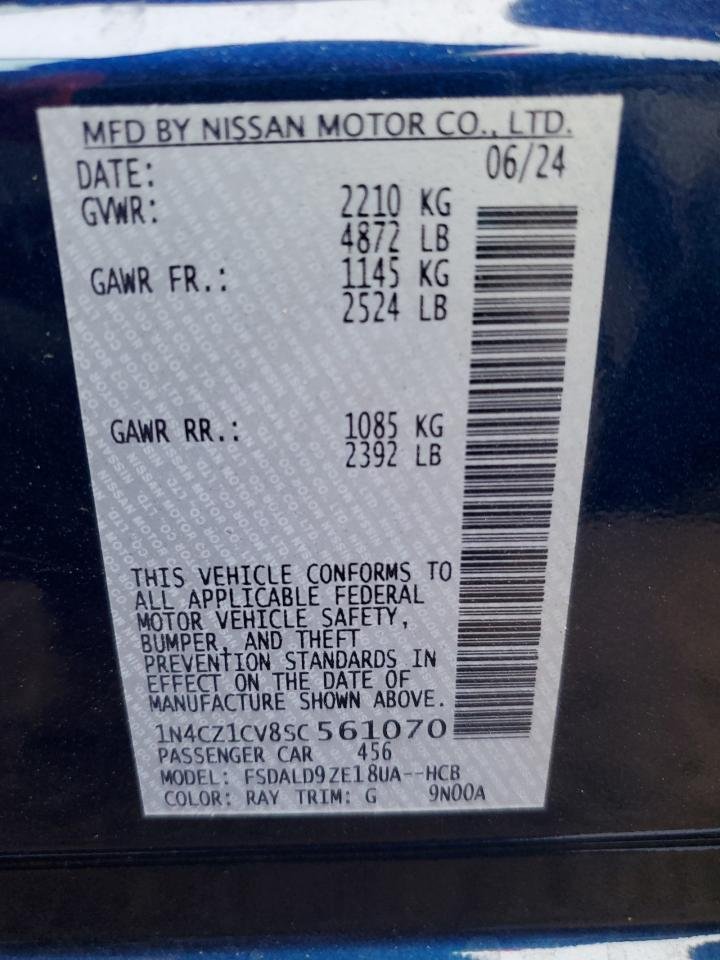 MFD BY NISSAN MOTOR CO., LTD.
DATE: 06/24
GVWR: 2210 KG
4872 LB
GAWR FR.: 1145 KG
2524 LB
GAWR RR.: 1085 KG
2392 LB
THIS VEHICLE CONFORMS TO
ALL APPLICABLE FEDERAL
MOTOR VEHICLE SAFETY,
BUMPER, AND THEFT
PREVENTION STANDARDS IN
EFFECT ON THE DATE OF
MANUFACTURE SHOWN ABOVE.
1N4CZ1CV8SC561070
PASSENGER CAR 456
MODEL: FSDALD9ZE18UA--HCB
COLOR: RAY TRIM: G 9N00A